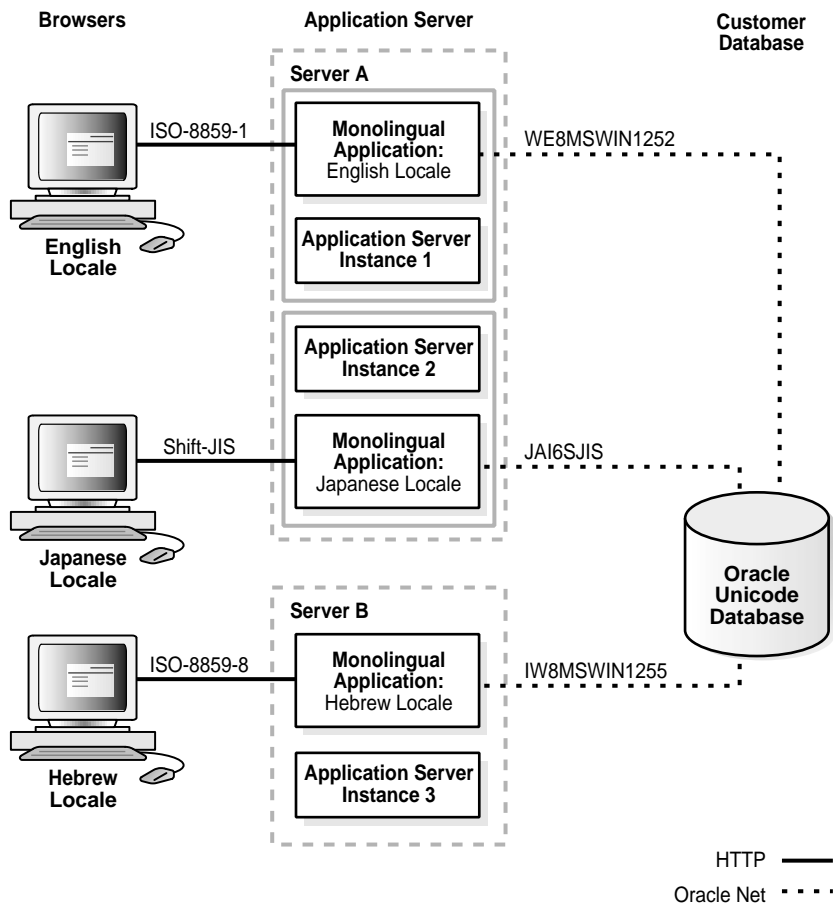 Browsers
Application Server
Customer
Database
Server A
ISO-8859-1
Monolingual
Application:
English Locale
WE8MSWIN1252
English
Locale
Application Server
Instance 1
Application Server
Instance 2
Shift-JIS
Monolingual
Application:
Japanese Locale
JAI6SJIS
Japanese
Locale
Oracle
Unicode
Database
Server B
ISO-8859-8
Monolingual
Application:
Hebrew Locale
IW8MSWIN1255
Hebrew
Locale
Application Server
Instance 3
HTTP
Oracle Net